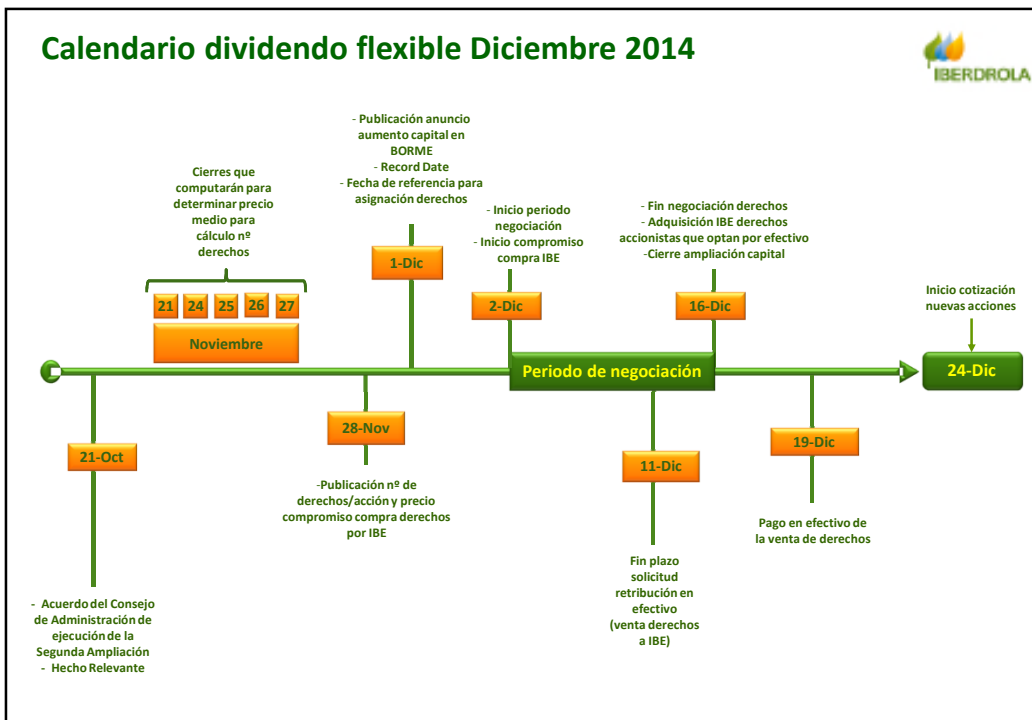 Calendario dividendo flexible Diciembre 2014
IBERDROLA
- Publicación anuncio
aumento capital en
BORME
- Record Date
- Fecha de referencia para
asignación derechos
Cierres que
computarán para
determinar precio
medio para
cálculo nº
derechos
- Inicio periodo
negociación
- Inicio compromiso
compra IBE
- Fin negociación derechos
- Adquisición IBE derechos
accionistas que optan por efectivo
-Cierre ampliación capital
Inicio cotización
nuevas acciones
1-Dic
21 24 25 26 27
Noviembre
2-Dic
16-Dic
Periodo de negociación
24-Dic
21-Oct
28-Nov
11-Dic
19-Dic
-Publicación nº de
derechos/acción y precio
compromiso compra derechos
por IBE
Pago en efectivo de
la venta de derechos
Fin plazo
solicitud
retribución en
efectivo
(venta derechos
a IBE)
- Acuerdo del Consejo
de Administración de
ejecución de la
Segunda Ampliación
- Hecho Relevante